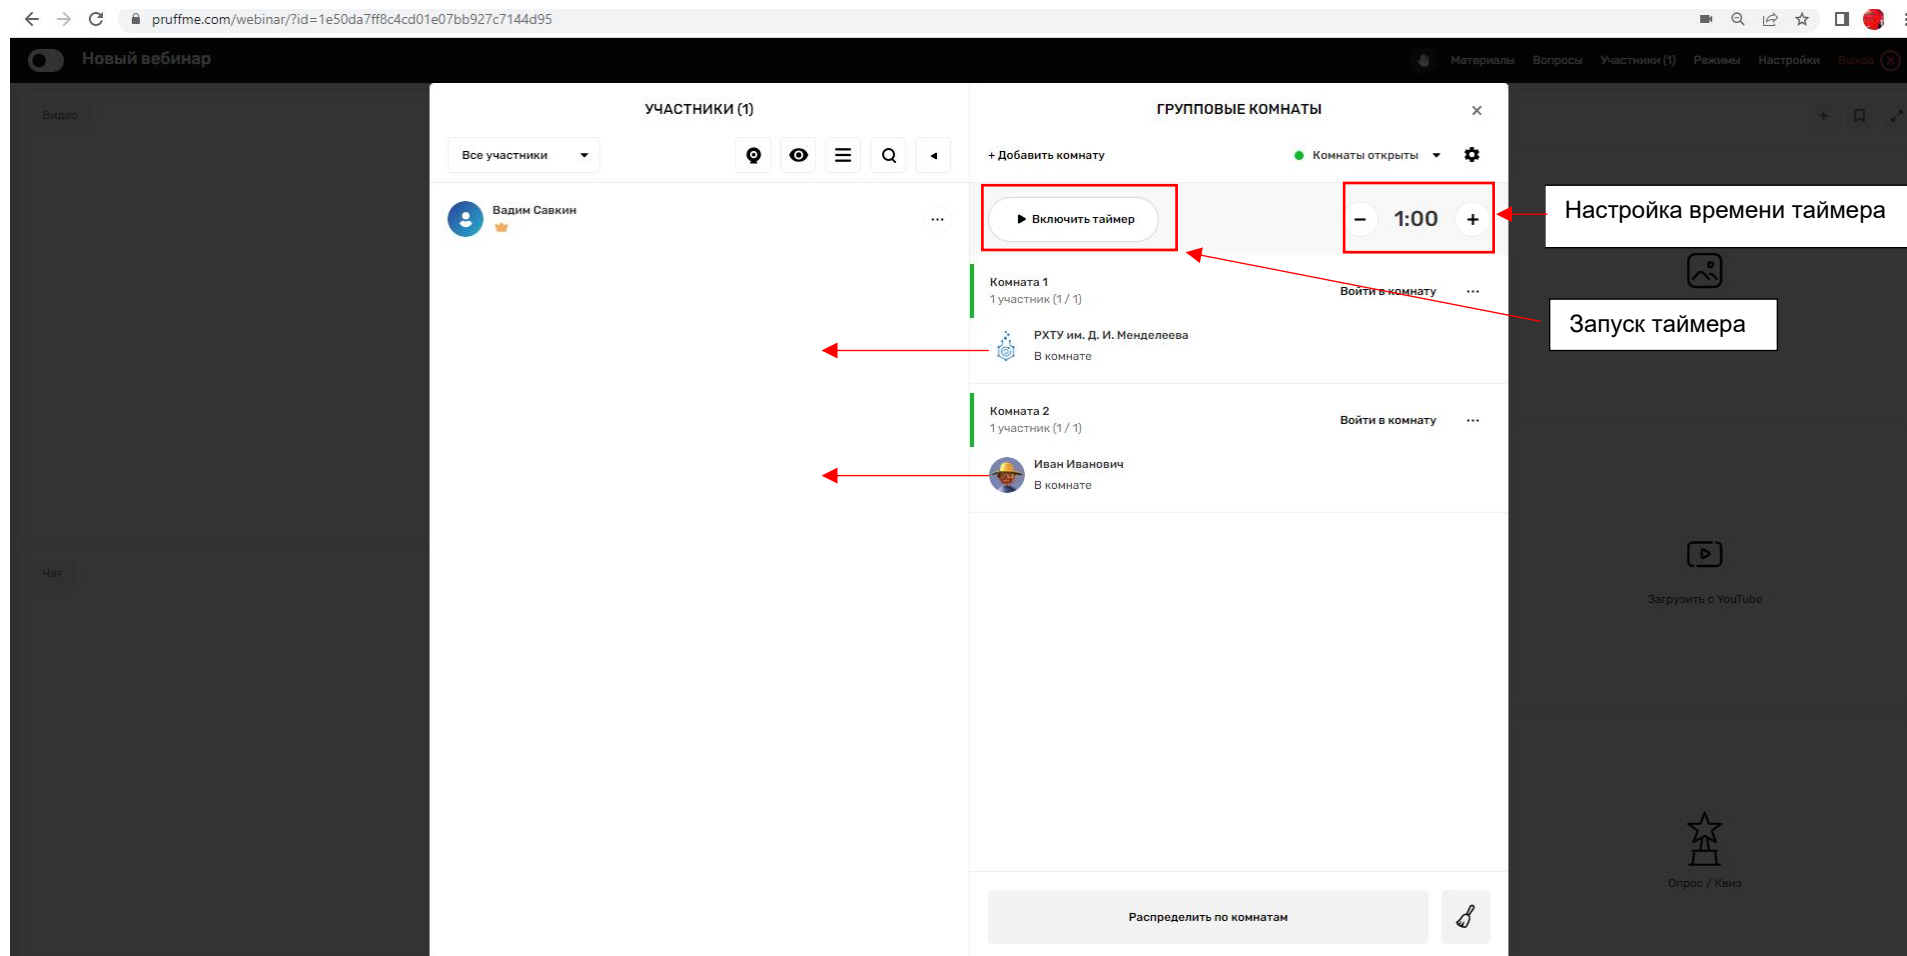 pruffme.com/webinar/?id=1e50da7ff8c4cd01e07bb927c7144d95
Новый вебинар
Материалы
Вопросы
Участники (1)
Режимы
Настройки
Выход
Видео
УЧАСТНИКИ (1)
ГРУППОВЫЕ КОМНАТЫ
Все участники
+ Добавить комнату
Комнаты открыты
Вадим Савкин
Включить таймер
1:00
Настройка времени таймера
Комната 1
1 участник (1 / 1)
Войти в комнату
Запуск таймера
РХТУ им. Д. И. Менделеева
В комнате
Комната 2
1 участник (1 / 1)
Войти в комнату
Иван Иванович
В комнате
Чат
Загрузить с YouTube
Опрос / Квиз
Распределить по комнатам